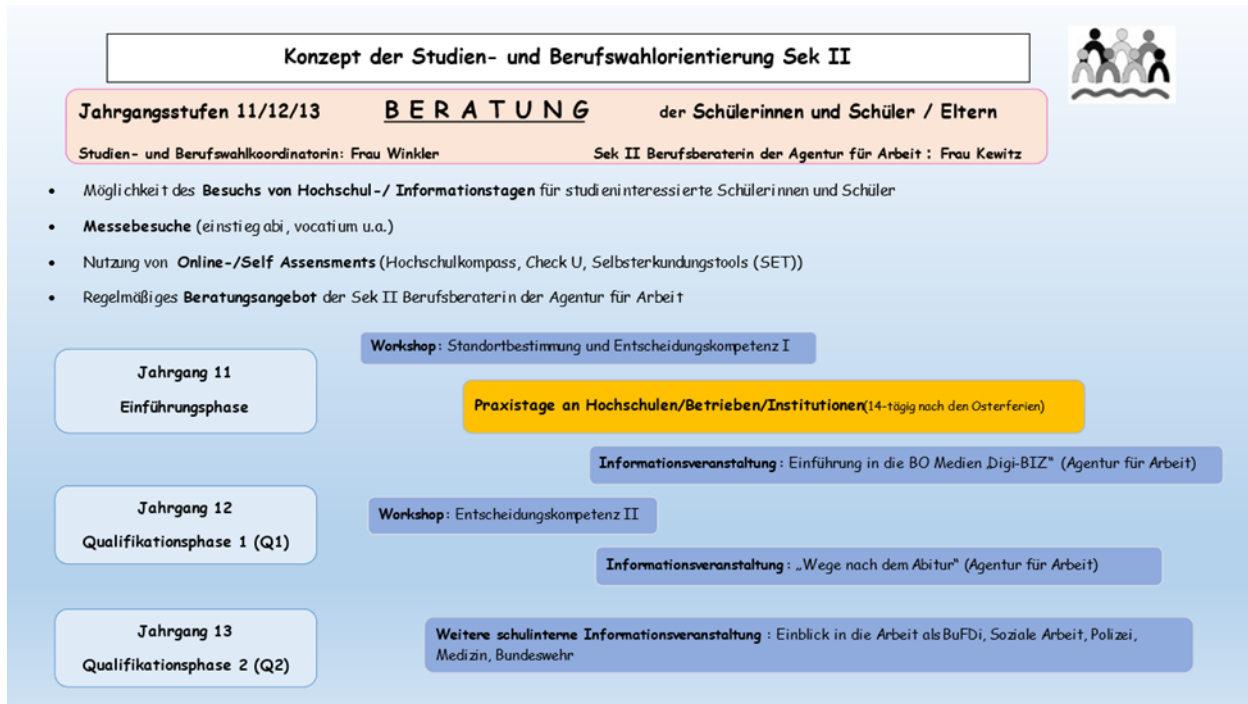 Konzept der Studien- und Berufswahlorientierung Sek II
Jahrgangsstufen 11/12/13 B E R A T U N G der Schülerinnen und Schüler / Eltern
Studien- und Berufswahlkoordinatorin: Frau Winkler Sek II Berufsberaterin der Agentur für Arbeit : Frau Kewitz
• Möglichkeit des Besuchs von Hochschul-/ Informationstagen für studieninteressierte Schülerinnen und Schüler
• Messebesuche (einstieg abi, vocatium u.a.)
• Nutzung von Online-/Self Assensments (Hochschulkompass, Check U, Selbsterkundungstools (SET))
• Regelmäßiges Beratungsangebot der Sek II Berufsberaterin der Agentur für Arbeit
Jahrgang 11
Einführungsphase
Workshop: Standortbestimmung und Entscheidungskompetenz I
Praxistage an Hochschulen/Betrieben/Institutionen(14-tägig nach den Osterferien)
Informationsveranstaltung: Einführung in die BO Medien „Digi-BIZ“ (Agentur für Arbeit)
Jahrgang 12
Qualifikationsphase 1 (Q1)
Workshop: Entscheidungskompetenz II
Informationsveranstaltung: „Wege nach dem Abitur“ (Agentur für Arbeit)
Jahrgang 13
Qualifikationsphase 2 (Q2)
Weitere schulinterne Informationsveranstaltung : Einblick in die Arbeit als BuFDi, Soziale Arbeit, Polizei,
Medizin, Bundeswehr